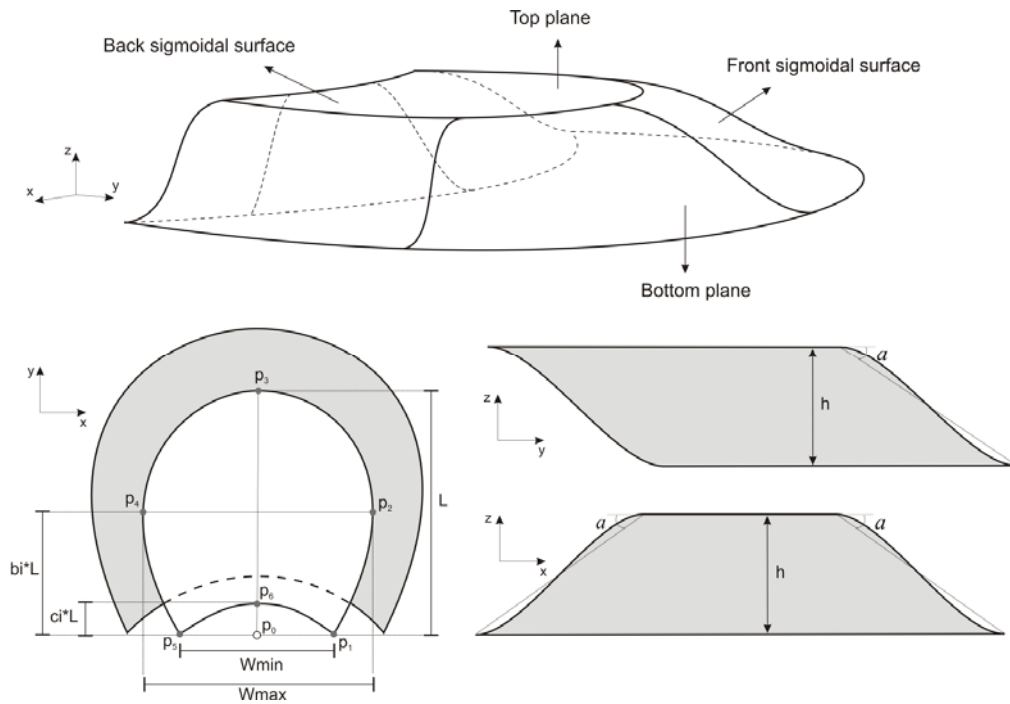 Top plane
Back sigmoidal surface
Front sigmoidal surface
z
x
y
Bottom plane
y
x
p₃
p₄
p₂
L
bi*L
ci*L
p₆
p₀
p₅
p₁
Wmin
Wmax
a
z
h
y
a
a
z
h
x